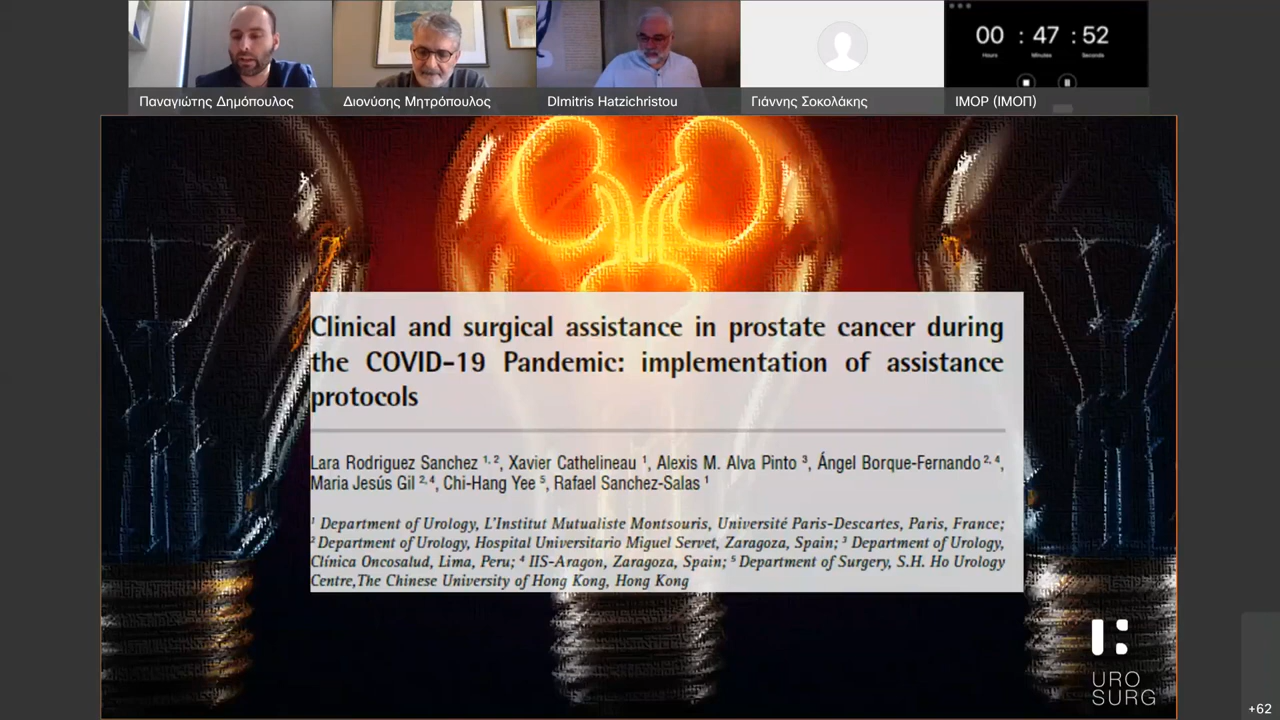 00 : 47 : 52
Hours Minutes Seconds
Παναγιώτης Δημόπουλος
Διονύσης Μητρόπουλος
DImitris Hatzichristou
Γιάννης Σοκολάκης
IMOP (ΙΜΟΠ)
Clinical and surgical assistance in prostate cancer during
the COVID-19 Pandemic: implementation of assistance
protocols
Lara Rodriguez Sanchez 1, 2, Xavier Cathelineau 1, Alexis M. Alva Pinto 3, Ángel Borque-Fernando 2, 4,
Maria Jesús Gil 2, 4, Chi-Hang Yee 5, Rafael Sanchez-Salas 1
1 Department of Urology, L'Institut Mutualiste Montsouris, Université Paris-Descartes, Paris, France;
2 Department of Urology, Hospital Universitario Miguel Servet, Zaragoza, Spain; 3 Department of Urology,
Clínica Oncosalud, Lima, Peru; 4 IIS-Aragon, Zaragoza, Spain; 5 Department of Surgery, S.H. Ho Urology
Centre,The Chinese University of Hong Kong, Hong Kong
URO
SURG
+62